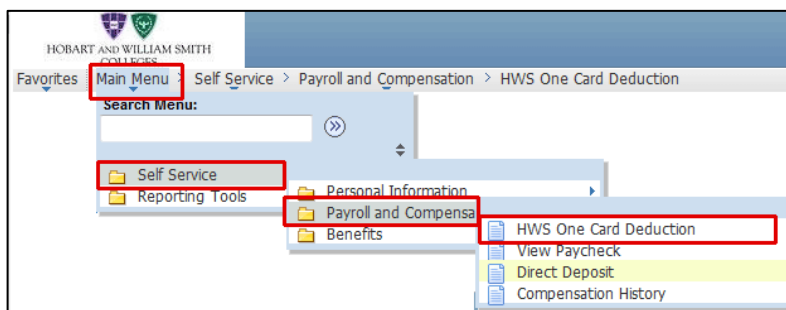 HOBART AND WILLIAM SMITH
COLLEGES
Favorites Main Menu > Self Service > Payroll and Compensation > HWS One Card Deduction
Search Menu:
Self Service
Reporting Tools
Personal Information
Payroll and Compensa
Benefits
HWS One Card Deduction
View Paycheck
Direct Deposit
Compensation History